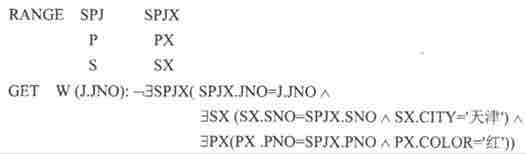 RANGE SPJ SPJX
P PX
S SX
GET W (J.JNO): ¬∃SPJX( SPJX.JNO=J.JNO ∧
∃SX (SX.SNO=SPJX.SNO ∧ SX.CITY='天津') ∧
∃PX(PX .PNO=SPJX.PNO ∧ PX.COLOR='红'))